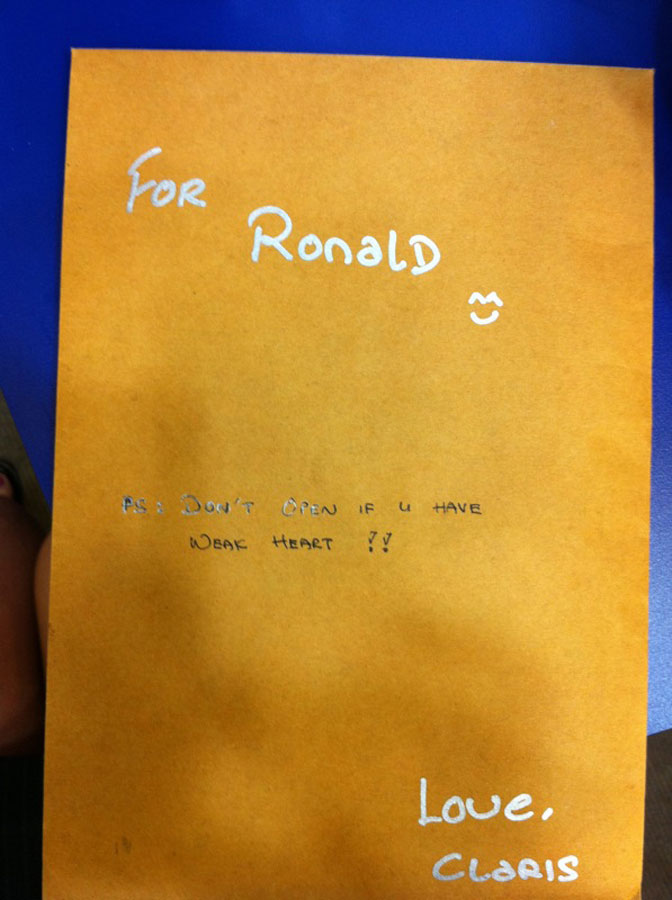 FOR
RonalD
PS: DON'T OPEN IF U HAVE
WEAK HEART !!
Love,
CLaRIS